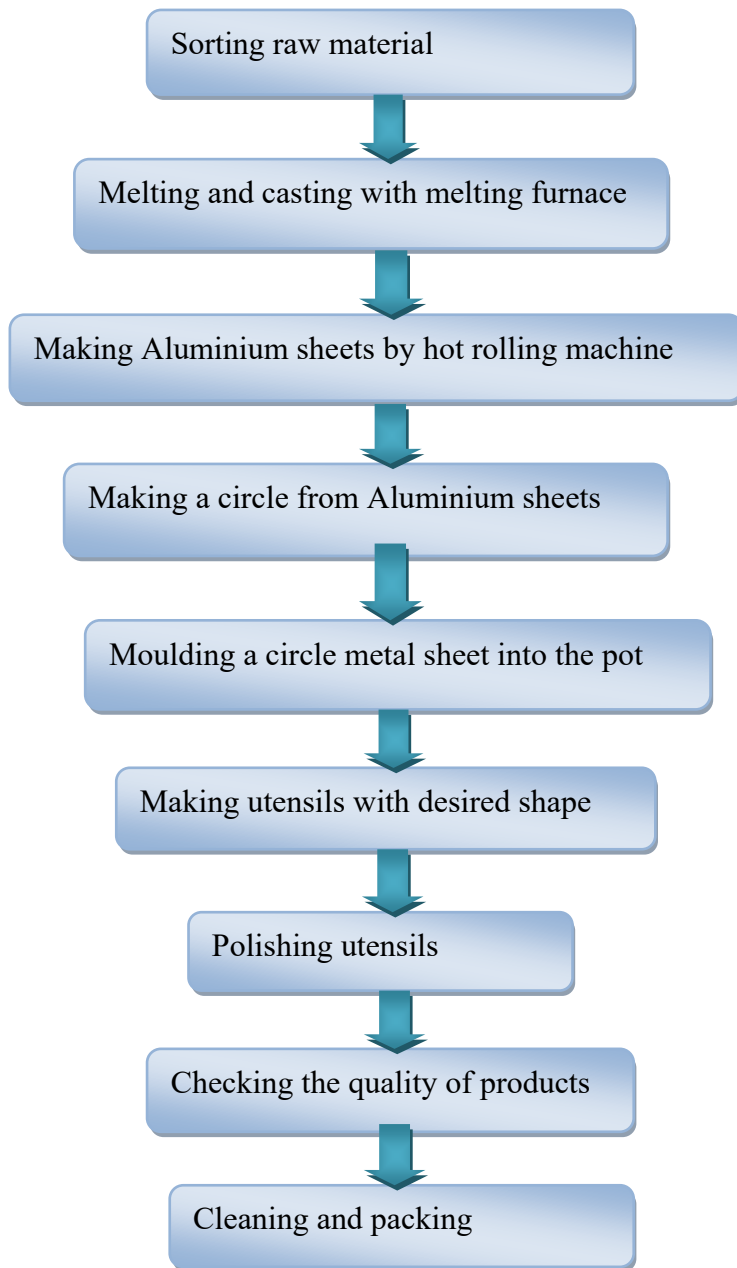 Sorting raw material
Melting and casting with melting furnace
Making Aluminium sheets by hot rolling machine
Making a circle from Aluminium sheets
Moulding a circle metal sheet into the pot
Making utensils with desired shape
Polishing utensils
Checking the quality of products
Cleaning and packing